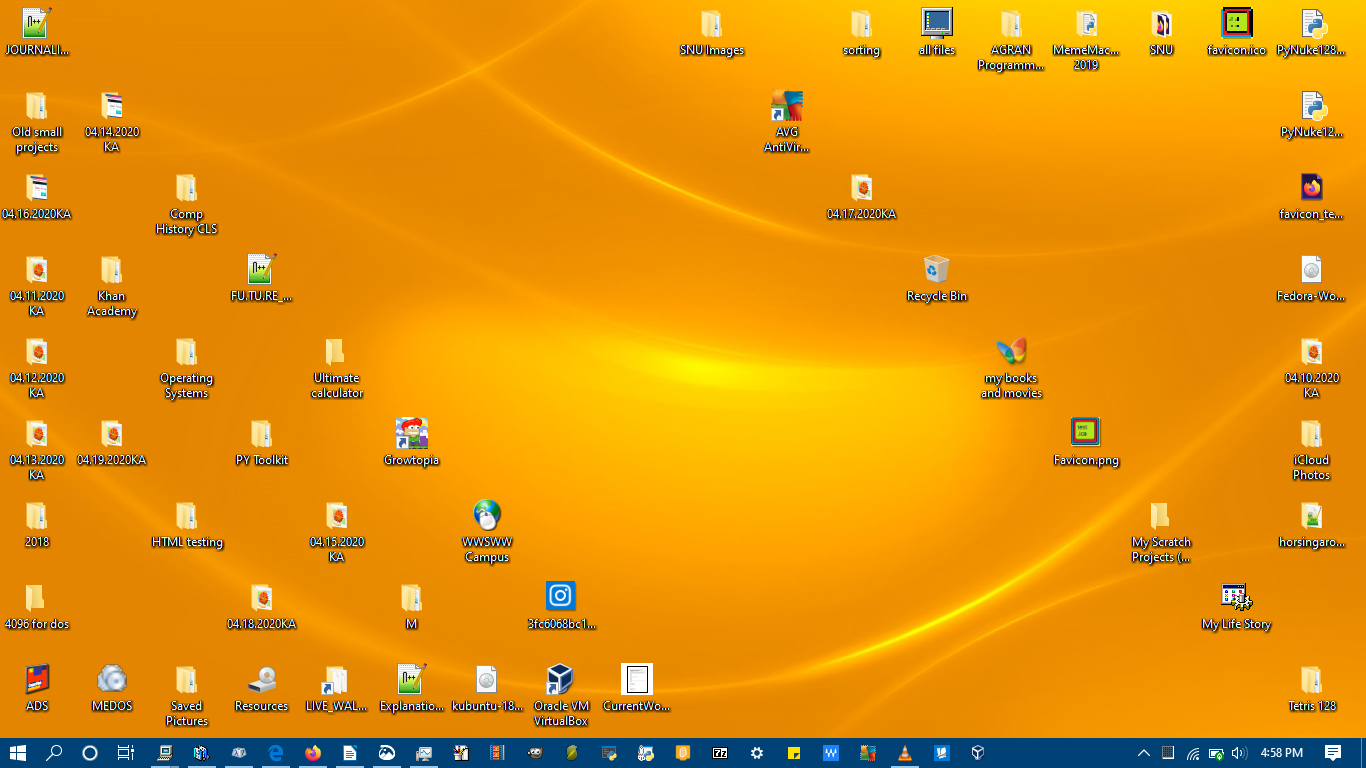 JOURNALI...
SNU Images
sorting
all files
AGRAN
Programm...
MemeMac...
2019
SNU
favicon.ico
PyNuke128...
Old small
projects
04.14.2020
KA
AVG
AntiVir...
PyNuke12...
04.16.2020KA
Comp
History CLS
04.17.2020KA
favicon_te...
04.11.2020
KA
Khan
Academy
FU.TU.RE_...
Recycle Bin
Fedora-Wo...
04.12.2020
KA
Operating
Systems
Ultimate
calculator
my books
and movies
04.10.2020
KA
04.13.2020
KA
04.19.2020KA
PY Toolkit
Growtopia
Favicon.png
iCloud
Photos
2018
HTML testing
04.15.2020
KA
WWSWW
Campus
My Scratch
Projects (...
horsingaro...
4096 for dos
04.18.2020KA
M
3fc6068bc1...
My Life Story
ADS
MEDOS
Saved
Pictures
Resources
LIVE_WAL...
Explanatio...
kubuntu-18...
Oracle VM
VirtualBox
CurrentWo...
Tetris 128
4:58 PM